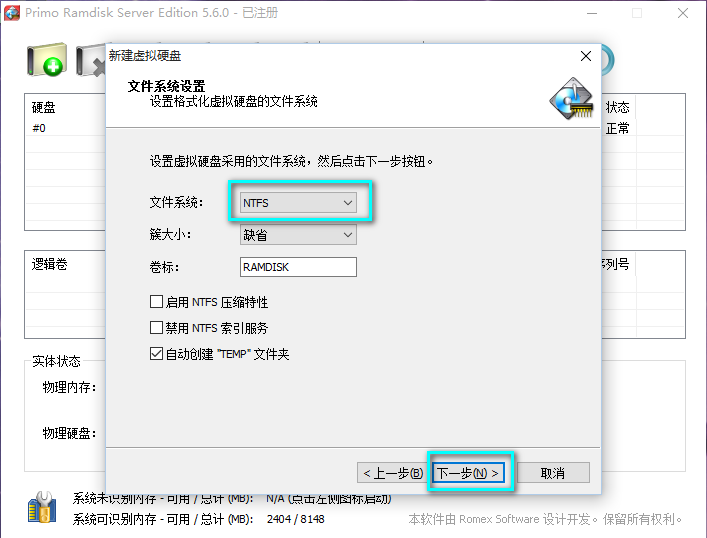 Primo Ramdisk Server Edition 5.6.0 - 已注册
新建虚拟硬盘
文件系统设置
设置格式化虚拟硬盘的文件系统
硬盘
状态
#0
正常
设置虚拟硬盘采用的文件系统，然后点击下一步按钮。
文件系统：
NTFS
簇大小：
缺省
卷标：
RAMDISK
逻辑卷
序列号
启用 NTFS 压缩特性
禁用 NTFS 索引服务
自动创建 "TEMP" 文件夹
实体状态
物理内存：
物理硬盘：
< 上一步(B)
下一步(N) >
取消
系统未识别内存 - 可用 / 总计 (MB):
N/A (点击左侧图标启动)
系统可识别内存 - 可用 / 总计 (MB):
2404 / 8148
本软件由 Romex Software 设计开发。保留所有权利。